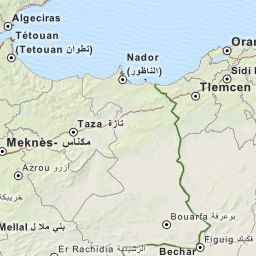 Algeciras
Tétouan
(Tetouan تطوان)
Nador
(الناظور)
Oran
Sidi
Tlemcen
Taza تازة
Meknès- مكناس
Azrou أزرو
خريبكة
Mellal بني ملال
Bouarfa بوعرفة
Er Rachidia الرشيدية
Bechar
Figuig فكيك